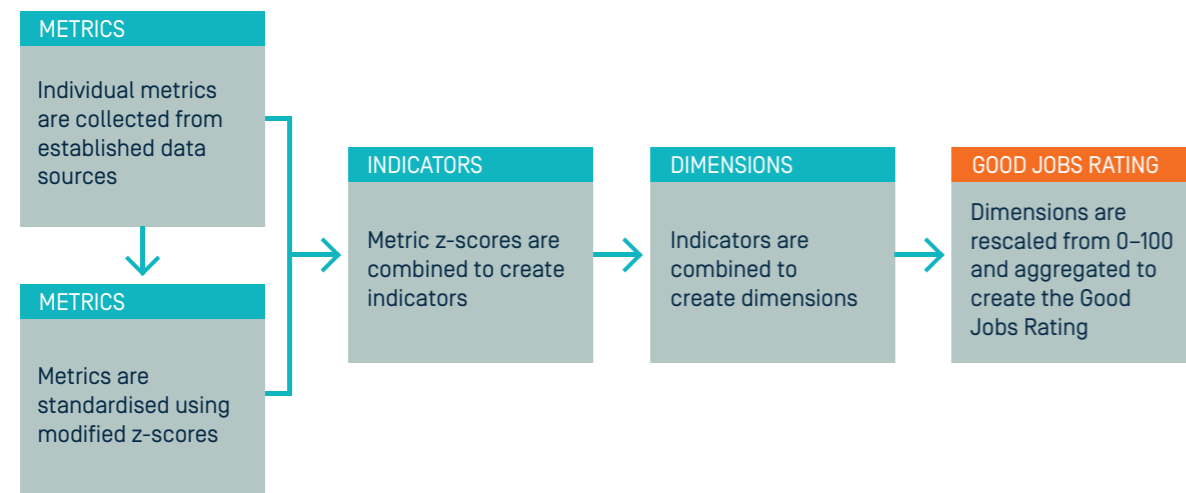 METRICS
Individual metrics
are collected from
established data
sources
METRICS
Metrics are
standardised using
modified z-scores
INDICATORS
Metric z-scores are
combined to create
indicators
DIMENSIONS
Indicators are
combined to
create dimensions
GOOD JOBS RATING
Dimensions are
rescaled from 0–100
and aggregated to
create the Good
Jobs Rating